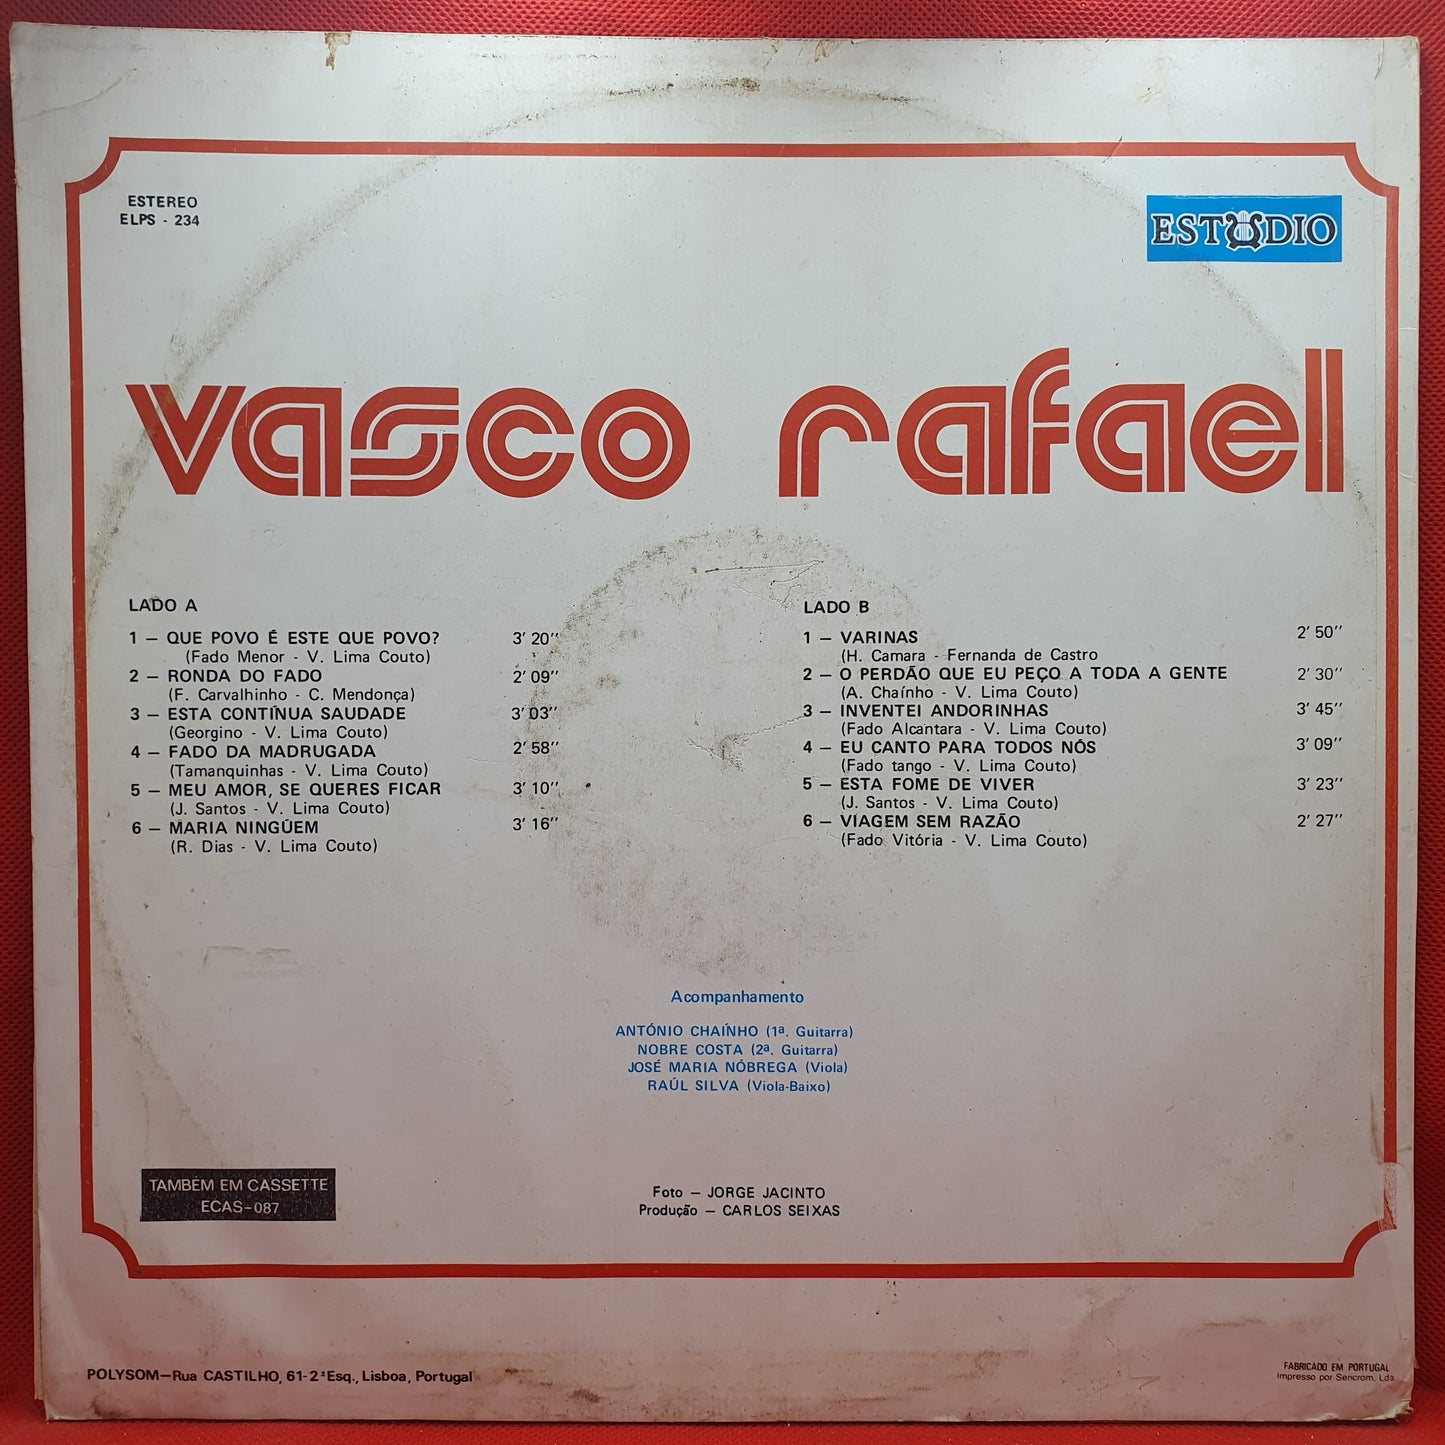 ESTEREO
ELPS - 234
ESTÚDIO
vasco rafael
LADO A
1 – QUE POVO É ESTE QUE POVO? 3' 20''
(Fado Menor - V. Lima Couto)
2 – RONDA DO FADO 2' 09''
(F. Carvalhinho - C. Mendonça)
3 – ESTA CONTÍNUA SAUDADE 3' 03''
(Georgino - V. Lima Couto)
4 – FADO DA MADRUGADA 2' 58''
(Tamanquinhas - V. Lima Couto)
5 – MEU AMOR, SE QUERES FICAR 3' 10''
(J. Santos - V. Lima Couto)
6 – MARIA NINGÚEM 3' 16''
(R. Dias - V. Lima Couto)
LADO B
1 – VARINAS 2' 50''
(H. Camara - Fernanda de Castro
2 – O PERDÃO QUE EU PEÇO A TODA A GENTE 2' 30''
(A. Chaínho - V. Lima Couto)
3 – INVENTEI ANDORINHAS 3' 45''
(Fado Alcantara - V. Lima Couto)
4 – EU CANTO PARA TODOS NÓS 3' 09''
(Fado tango - V. Lima Couto)
5 – ESTA FOME DE VIVER 3' 23''
(J. Santos - V. Lima Couto)
6 – VIAGEM SEM RAZÃO 2' 27''
(Fado Vitória - V. Lima Couto)
Acompanhamento
ANTÓNIO CHAÍNHO (1ª. Guitarra)
NOBRE COSTA (2ª. Guitarra)
JOSÉ MARIA NÓBREGA (Viola)
RAÚL SILVA (Viola-Baixo)
TAMBÉM EM CASSETTE
ECAS-087
Foto – JORGE JACINTO
Produção – CARLOS SEIXAS
POLYSOM–Rua CASTILHO, 61-2ª Esq., Lisboa, Portugal
FABRICADO EM PORTUGAL
Impresso por Sencrom, Lda